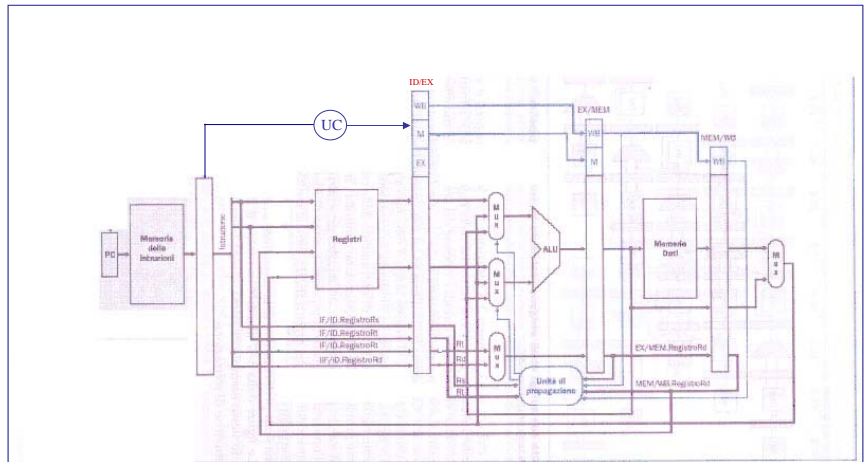 ID/EX
WB
M
EX
UC
EX/MEM
WB
M
MEM/WB
WB
PC
Memoria
delle
istruzioni
Istruzione
Registri
Mux
Mux
ALU
Memoria
Dati
Mux
IF/ID.RegistroRs
IF/ID.RegistroRt
IF/ID.RegistroRt
IIF/ID.RegistroRd
Rt
Rd
Rs
Rt
Mux
Unità di
propagazione
EX/MEM.RegistroRd
MEM/WB.RegistroRd